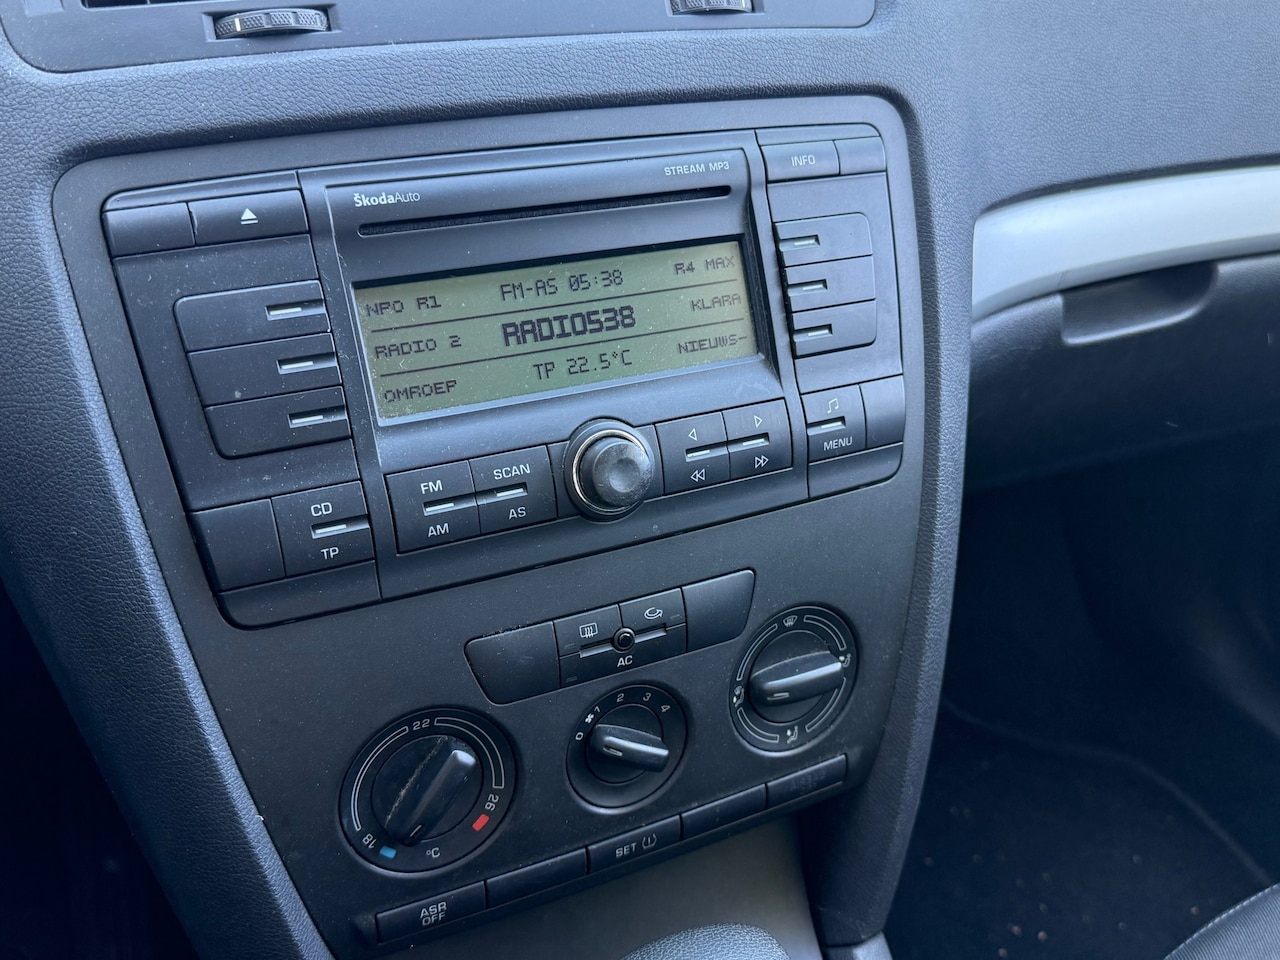 STREAM MP3
INFO
ŠkodaAuto
NPO R1
FM-AS 05:38
R4 MAX
RADIO 2
RADIO538
KLARA
OMROEP
TP 22.5°C
NIEUWS-
CD
TP
FM
AM
SCAN
AS
MENU
AC
18
22
26
°C
0
1
2
3
4
ASR
OFF
SET